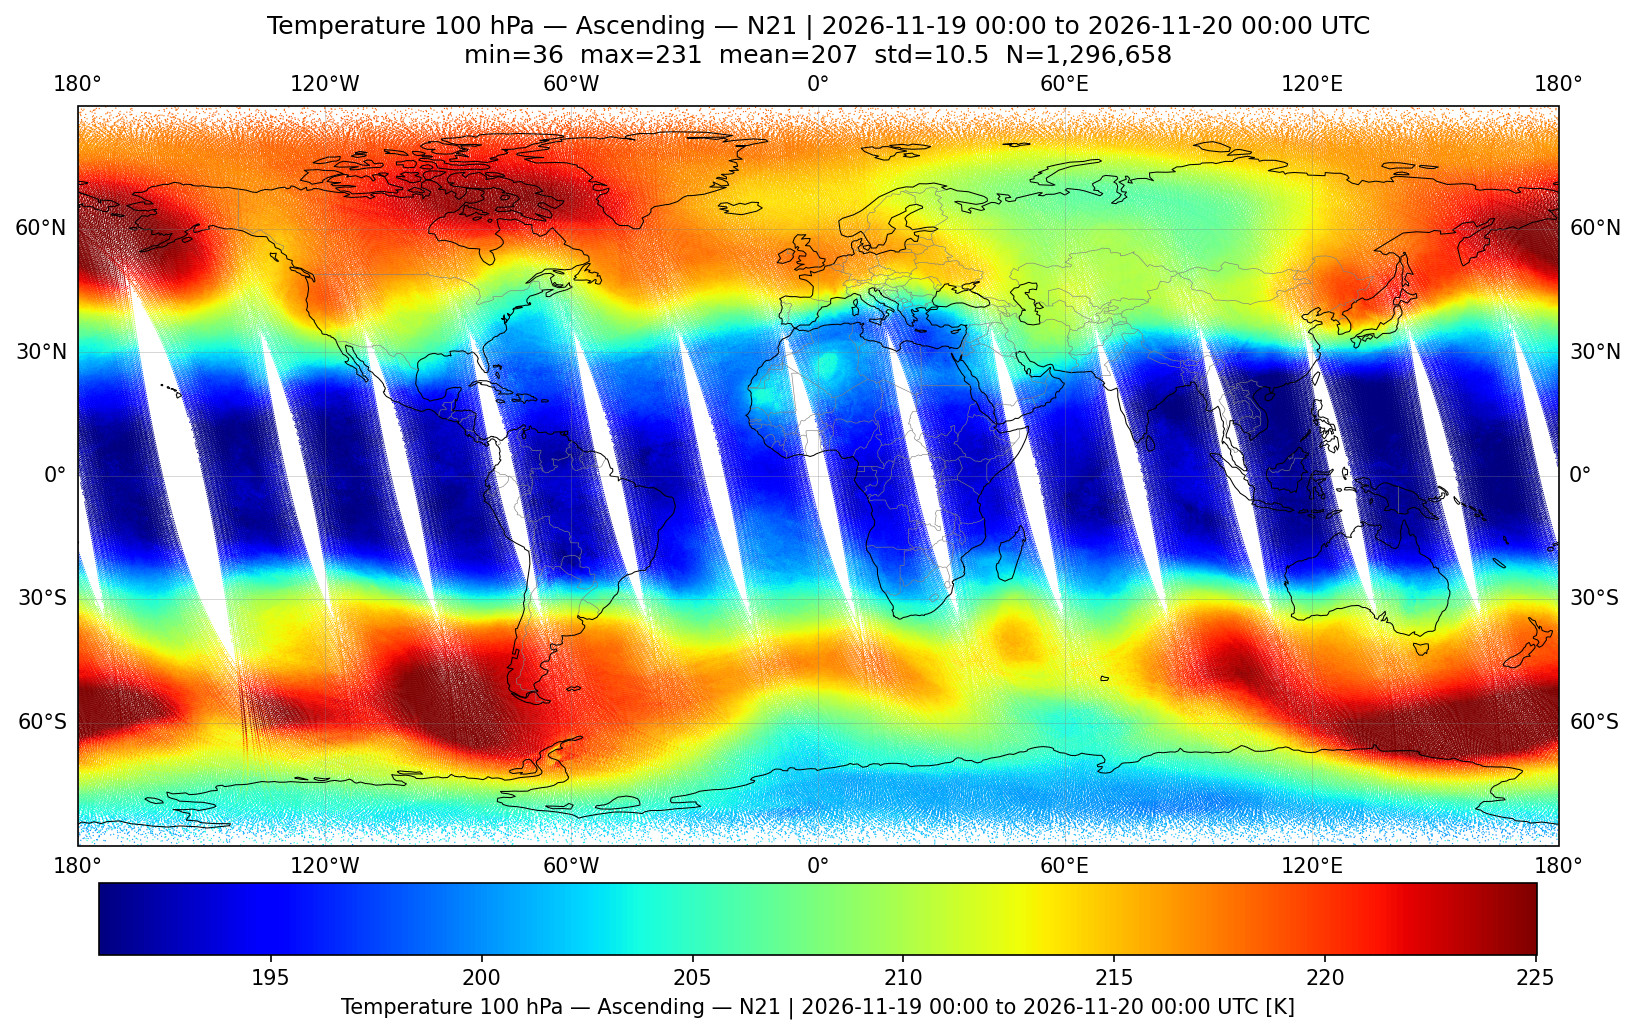 Temperature 100 hPa — Ascending — N21 | 2026-11-19 00:00 to 2026-11-20 00:00 UTC
min=36 max=231 mean=207 std=10.5 N=1,296,658
180° 120°W 60°W 0° 60°E 120°E 180°
60°N 60°N
30°N 30°N
0° 0°
30°S 30°S
60°S 60°S
180° 120°W 60°W 0° 60°E 120°E 180°
195 200 205 210 215 220 225
Temperature 100 hPa — Ascending — N21 | 2026-11-19 00:00 to 2026-11-20 00:00 UTC [K]